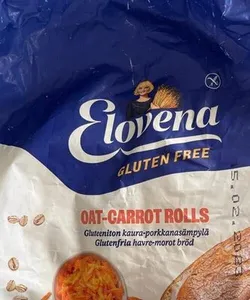 Elovena
GLUTEN FREE
OAT-CARROT ROLLS
Gluteeniton kaura-porkkanasämpylä
Glutenfria havre-morot bröd